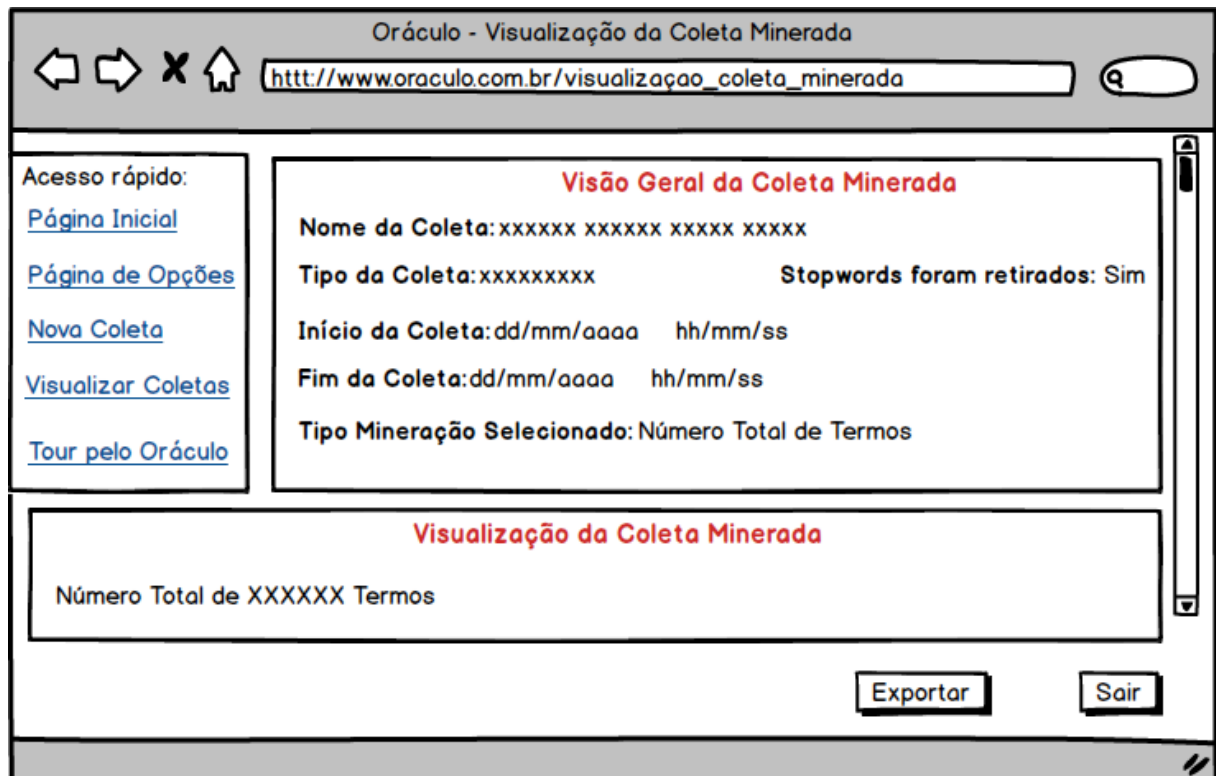 Oráculo - Visualização da Coleta Minerada
httt://www.oraculo.com.br/visualizaçao_coleta_minerada
Acesso rápido:
Página Inicial
Página de Opções
Nova Coleta
Visualizar Coletas
Tour pelo Oráculo
Visão Geral da Coleta Minerada
Nome da Coleta: xxxxxx xxxxxx xxxxx xxxxx
Tipo da Coleta: xxxxxxxxx Stopwords foram retirados: Sim
Início da Coleta: dd/mm/aaaa hh/mm/ss
Fim da Coleta: dd/mm/aaaa hh/mm/ss
Tipo Mineração Selecionado: Número Total de Termos
Visualização da Coleta Minerada
Número Total de XXXXXX Termos
Exportar Sair